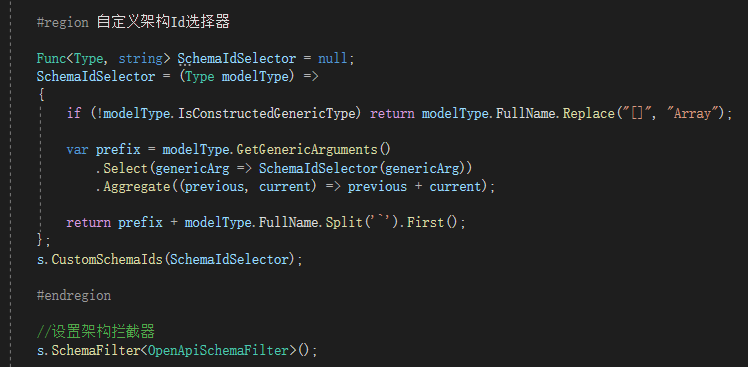 #region 自定义架构Id选择器
Func<Type, string> SchemaIdSelector = null;
SchemaIdSelector = (Type modelType) =>
{
if (!modelType.IsConstructedGenericType) return modelType.FullName.Replace("[]", "Array");
var prefix = modelType.GetGenericArguments()
.Select(genericArg => SchemaIdSelector(genericArg))
.Aggregate((previous, current) => previous + current);
return prefix + modelType.FullName.Split('`').First();
};
s.CustomSchemaIds(SchemaIdSelector);
#endregion
//设置架构拦截器
s.SchemaFilter<OpenApiSchemaFilter>();